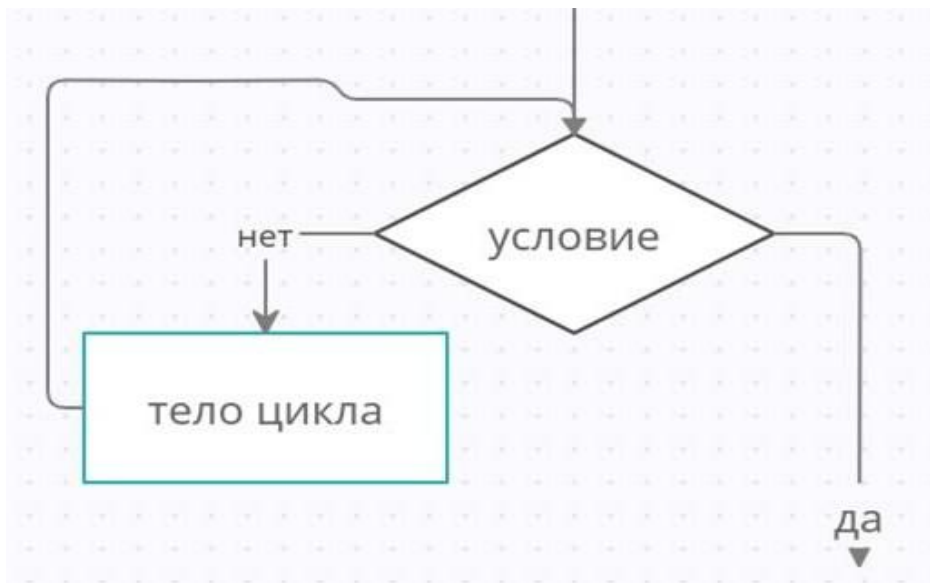 условие
нет
тело цикла
да